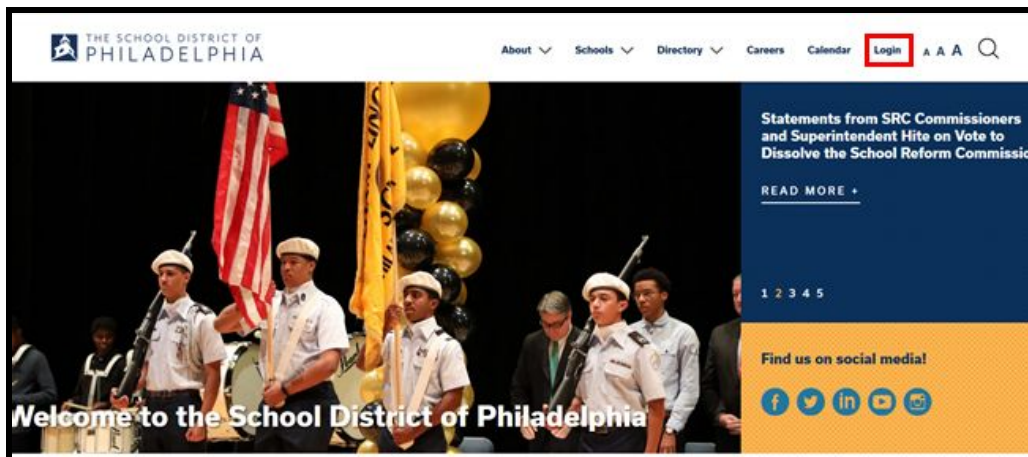 THE SCHOOL DISTRICT OF
PHILADELPHIA
About Schools Directory Careers Calendar Login A A A
Statements from SRC Commissioners
and Superintendent Hite on Vote to
Dissolve the School Reform Commissio
READ MORE +
1 2 3 4 5
Find us on social media!
Welcome to the School District of Philadelphia